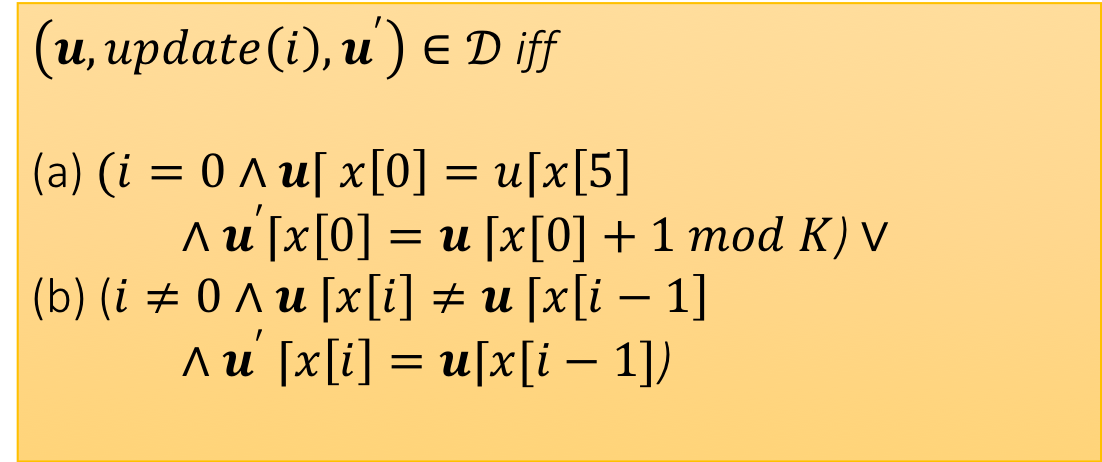 (𝒖, update(i), 𝒖′) ∈ 𝒟 iff
(a) (i = 0 ∧ 𝒖⌈ x[0] = u⌈x[5]
∧ 𝒖′⌈x[0] = 𝒖 ⌈x[0] + 1 mod K) ∨
(b) (i ≠ 0 ∧ 𝒖 ⌈x[i] ≠ 𝒖 ⌈x[i − 1]
∧ 𝒖′ ⌈x[i] = 𝒖⌈x[i − 1])